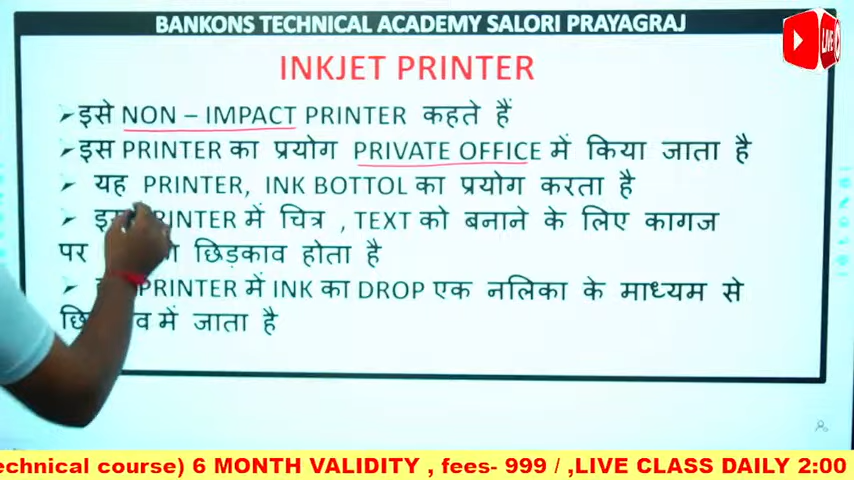 BANKONS TECHNICAL ACADEMY SALORI PRAYAGRAJ
LIVE
INKJET PRINTER
➢इसे NON – IMPACT PRINTER कहते हैं
➢इस PRINTER का प्रयोग PRIVATE OFFICE में किया जाता है
➢ यह PRINTER, INK BOTTOL का प्रयोग करता है
➢ PRINTER में चित्र , TEXT को बनाने के लिए कागज
पर छिड़काव होता है
➢ PRINTER में INK का DROP एक नलिका के माध्यम से
में जाता है
echnical course) 6 MONTH VALIDITY , fees- 999 / ,LIVE CLASS DAILY 2:00